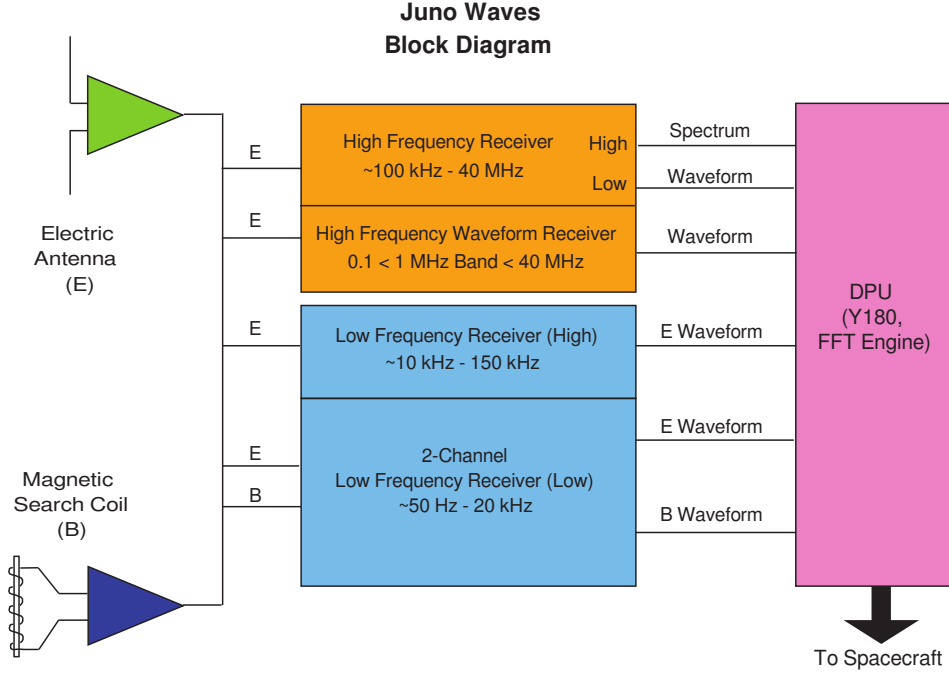 Juno Waves
Block Diagram
Electric
Antenna
(E)
Magnetic
Search Coil
(B)
E
E
E
E
B
High Frequency Receiver
~100 kHz - 40 MHz
High
Low
High Frequency Waveform Receiver
0.1 < 1 MHz Band < 40 MHz
Low Frequency Receiver (High)
~10 kHz - 150 kHz
2-Channel
Low Frequency Receiver (Low)
~50 Hz - 20 kHz
Spectrum
Waveform
Waveform
E Waveform
E Waveform
B Waveform
DPU
(Y180,
FFT Engine)
To Spacecraft